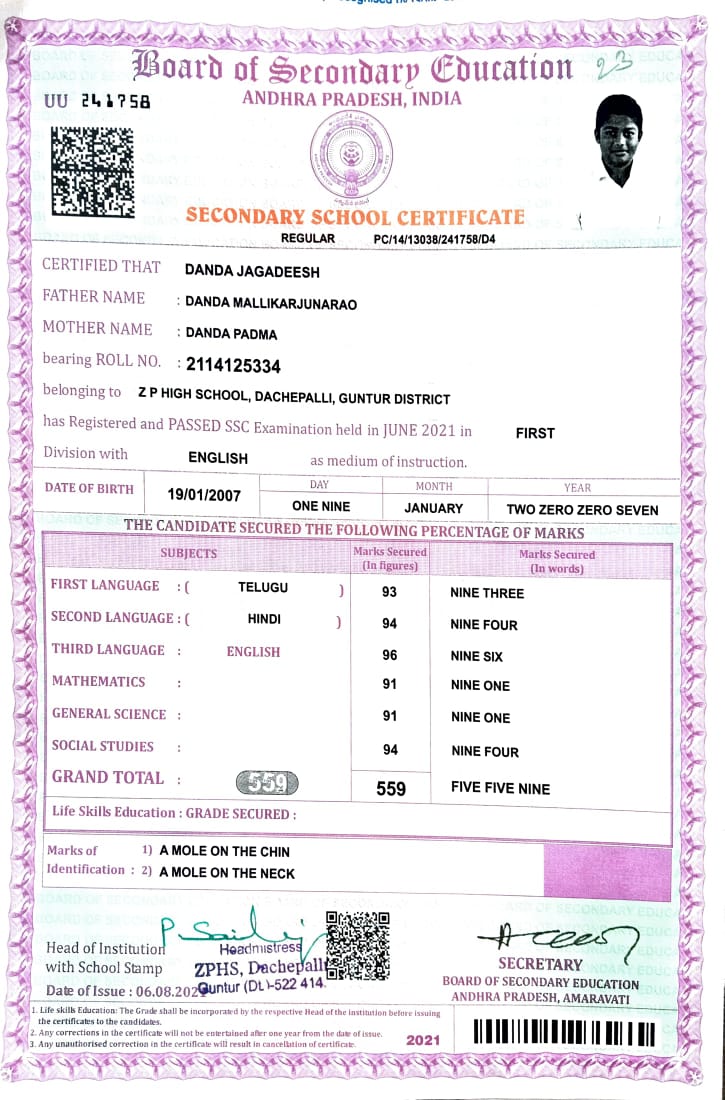 Board of Secondary Education
23
UU 241758
ANDHRA PRADESH, INDIA
SECONDARY SCHOOL CERTIFICATE
REGULAR PC/14/13038/241758/D4
CERTIFIED THAT DANDA JAGADEESH
FATHER NAME : DANDA MALLIKARJUNARAO
MOTHER NAME : DANDA PADMA
bearing ROLL NO. : 2114125334
belonging to Z P HIGH SCHOOL, DACHEPALLI, GUNTUR DISTRICT
has Registered and PASSED SSC Examination held in JUNE 2021 in FIRST
Division with ENGLISH as medium of instruction.
DATE OF BIRTH 19/01/2007 DAY MONTH YEAR
ONE NINE JANUARY TWO ZERO ZERO SEVEN
THE CANDIDATE SECURED THE FOLLOWING PERCENTAGE OF MARKS
SUBJECTS Marks Secured (In figures) Marks Secured (In words)
FIRST LANGUAGE : ( TELUGU ) 93 NINE THREE
SECOND LANGUAGE : ( HINDI ) 94 NINE FOUR
THIRD LANGUAGE : ENGLISH 96 NINE SIX
MATHEMATICS : 91 NINE ONE
GENERAL SCIENCE : 91 NINE ONE
SOCIAL STUDIES : 94 NINE FOUR
GRAND TOTAL : 559 559 FIVE FIVE NINE
Life Skills Education : GRADE SECURED :
Marks of 1) A MOLE ON THE CHIN
Identification : 2) A MOLE ON THE NECK
Head of Institution Headmistress
with School Stamp ZPHS, Dachepalli
Date of Issue : 06.08.2021 Guntur (Dt.)-522 414.
SECRETARY
BOARD OF SECONDARY EDUCATION
ANDHRA PRADESH, AMARAVATI
1. Life skills Education: The Grade shall be incorporated by the respective Head of the institution before issuing
the certificates to the candidates.
2. Any corrections in the certificate will not be entertained after one year from the date of issue.
3. Any unauthorised correction in the certificate will result in cancellation of certificate.
2021